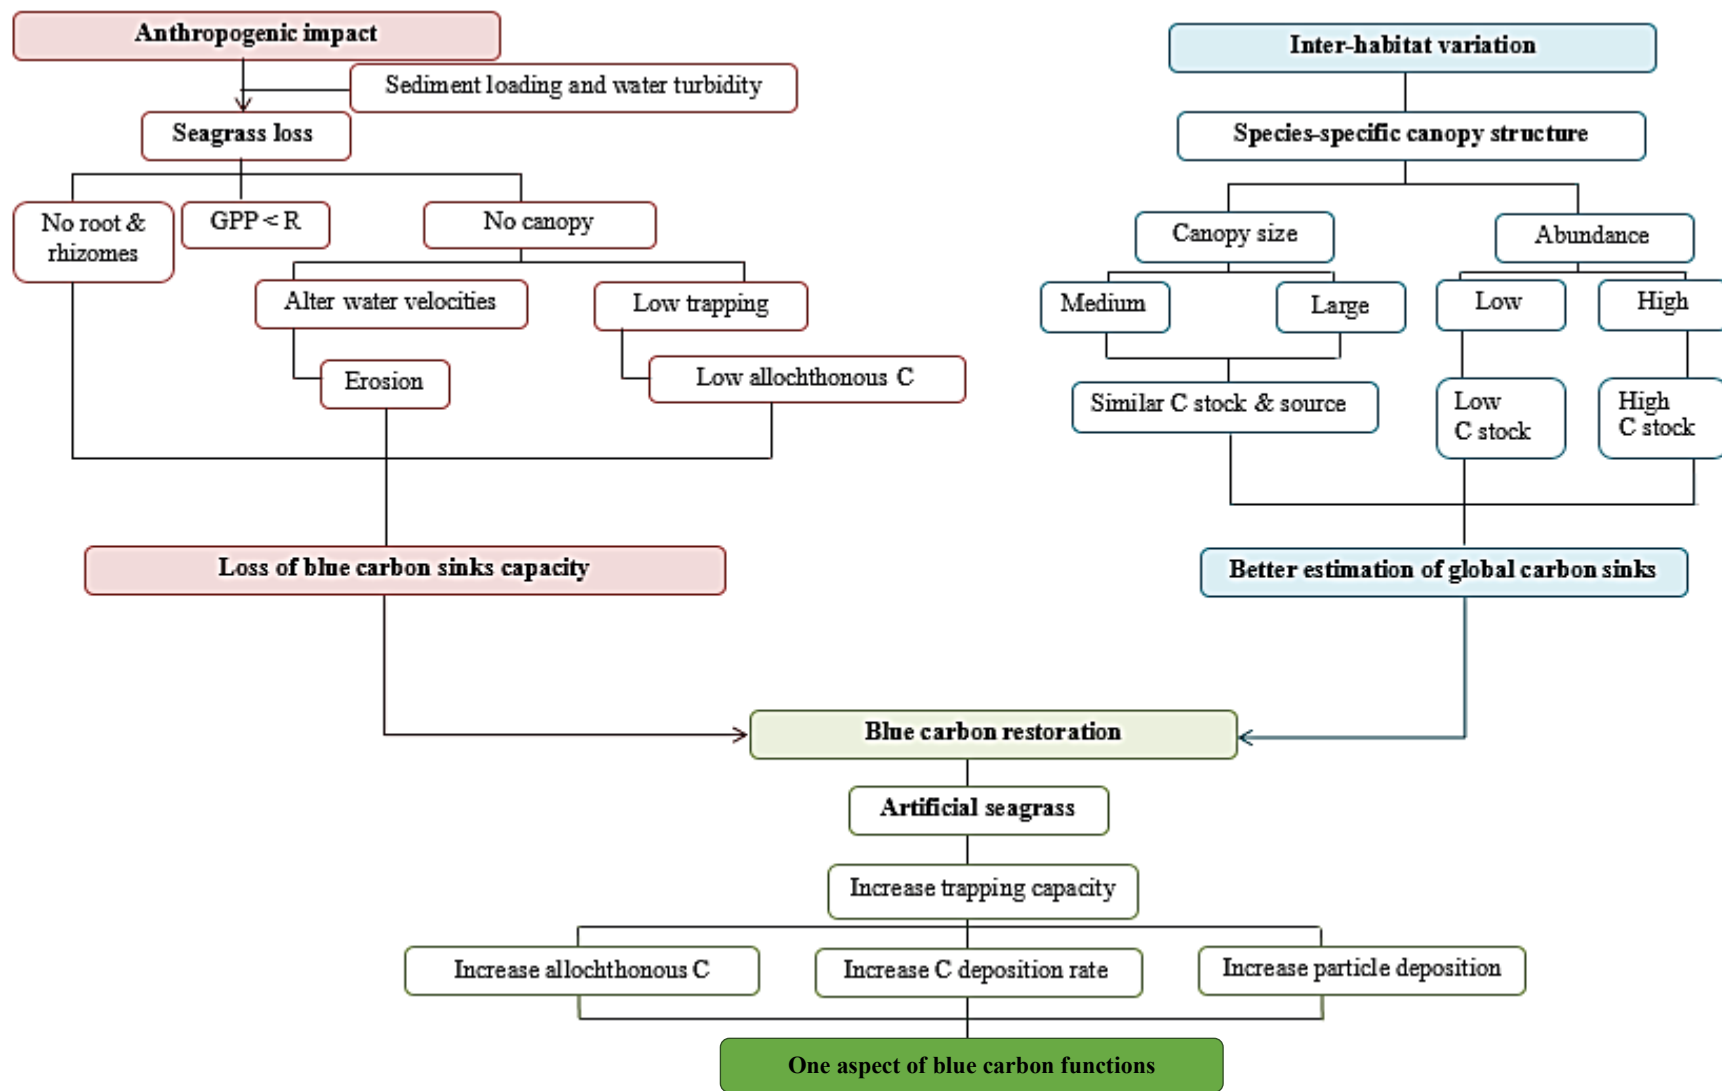 Anthropogenic impact
Sediment loading and water turbidity
Seagrass loss
No root &
rhizomes
GPP < R
No canopy
Alter water velocities
Low trapping
Erosion
Low allochthonous C
Loss of blue carbon sinks capacity
Inter-habitat variation
Species-specific canopy structure
Canopy size
Abundance
Medium
Large
Low
High
Similar C stock & source
Low
C stock
High
C stock
Better estimation of global carbon sinks
Blue carbon restoration
Artificial seagrass
Increase trapping capacity
Increase allochthonous C
Increase C deposition rate
Increase particle deposition
One aspect of blue carbon functions